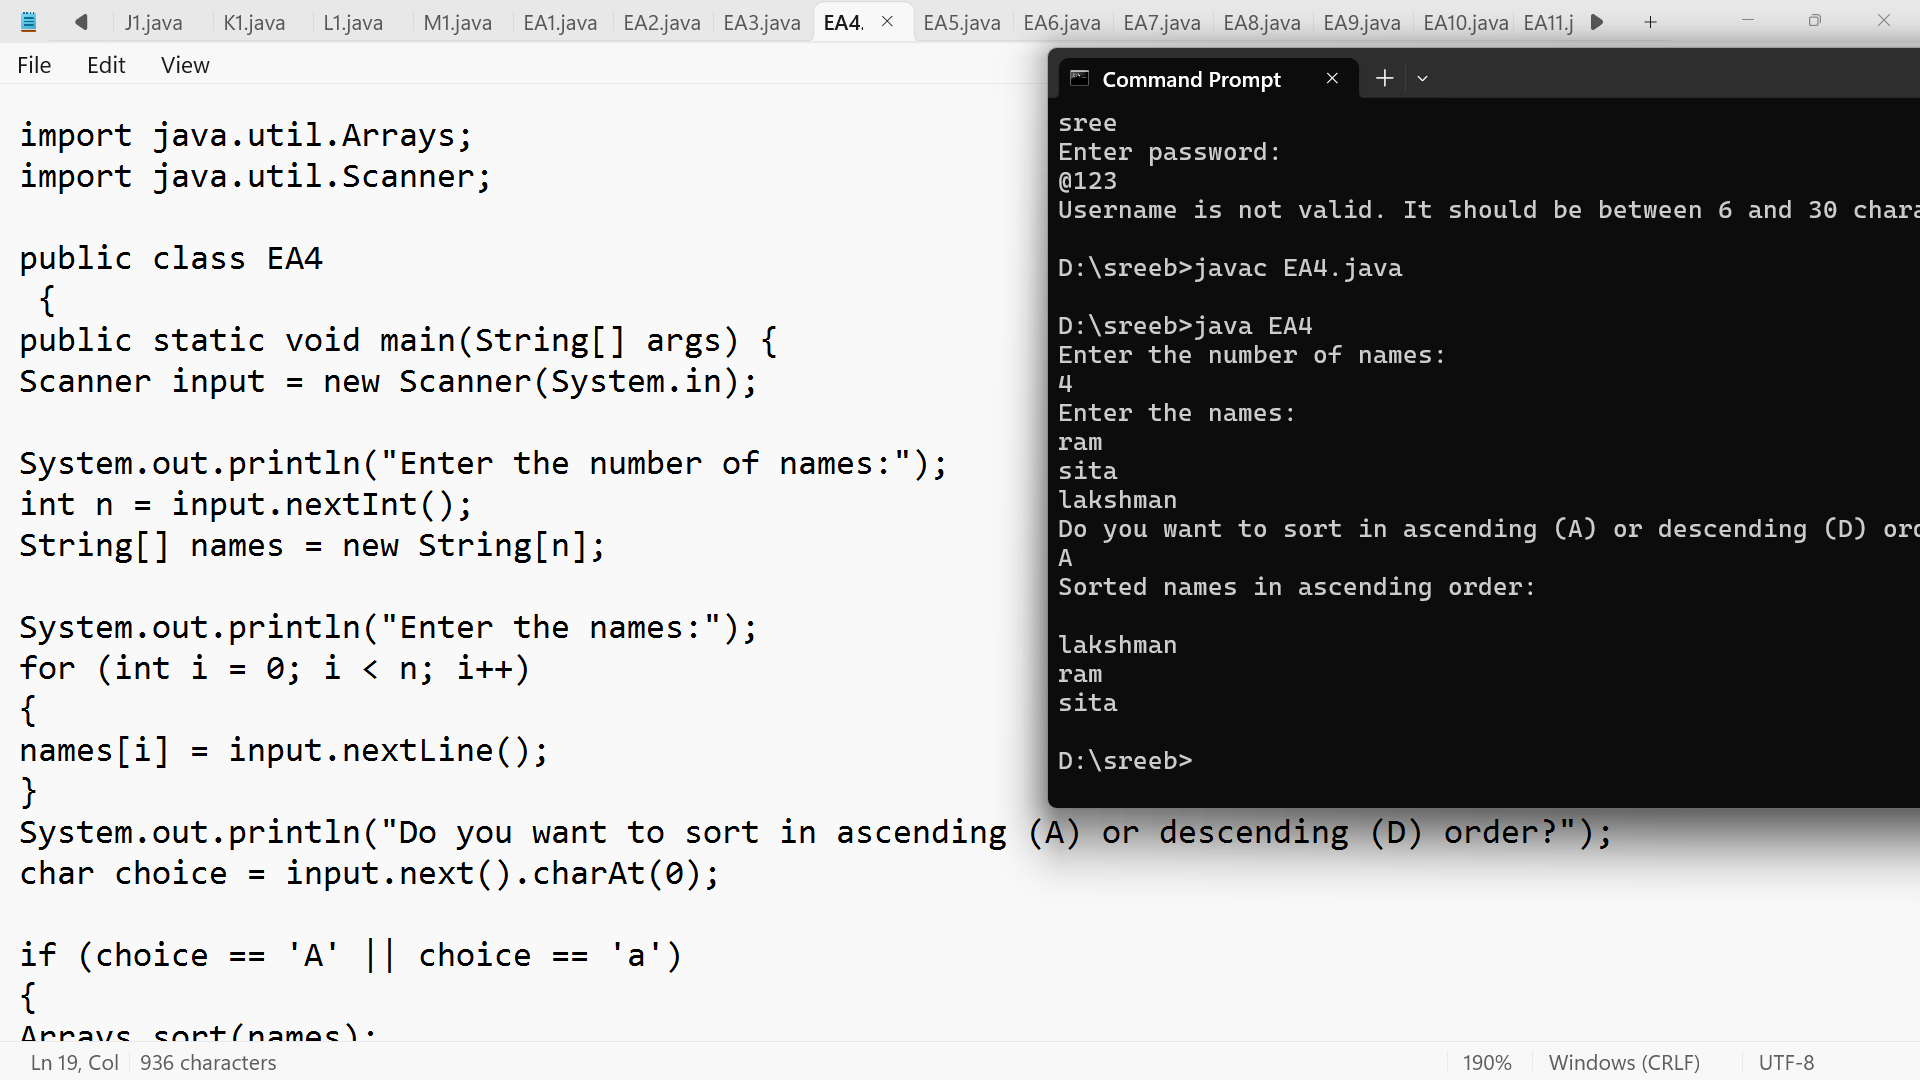 J1.java K1.java L1.java M1.java EA1.java EA2.java EA3.java EA4. EA5.java EA6.java EA7.java EA8.java EA9.java EA10.java EA11.j
File Edit View
import java.util.Arrays;
import java.util.Scanner;
public class EA4
{
public static void main(String[] args) {
Scanner input = new Scanner(System.in);
System.out.println("Enter the number of names:");
int n = input.nextInt();
String[] names = new String[n];
System.out.println("Enter the names:");
for (int i = 0; i < n; i++)
{
names[i] = input.nextLine();
}
System.out.println("Do you want to sort in ascending (A) or descending (D) order?");
char choice = input.next().charAt(0);
if (choice == 'A' || choice == 'a')
{
Arrays.sort(names);
Command Prompt
sree
Enter password:
@123
Username is not valid. It should be between 6 and 30 chara
D:\sreeb>javac EA4.java
D:\sreeb>java EA4
Enter the number of names:
4
Enter the names:
ram
sita
lakshman
Do you want to sort in ascending (A) or descending (D) ord
A
Sorted names in ascending order:
lakshman
ram
sita
D:\sreeb>
Ln 19, Col 936 characters 190% Windows (CRLF) UTF-8